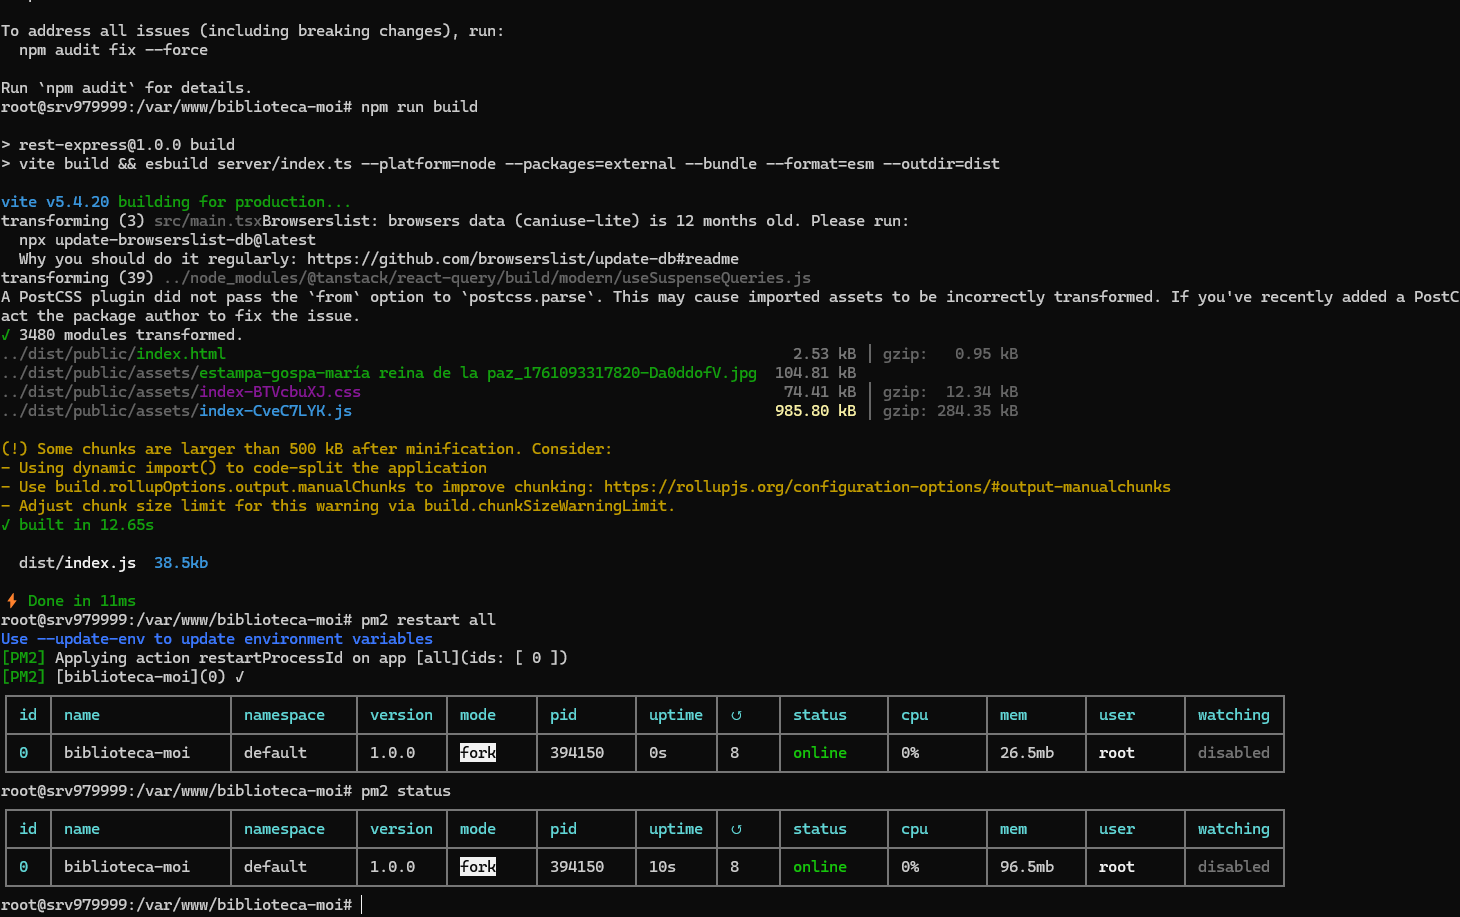 To address all issues (including breaking changes), run:
  npm audit fix --force

Run `npm audit` for details.
root@srv979999:/var/www/biblioteca-moi# npm run build

> rest-express@1.0.0 build
> vite build && esbuild server/index.ts --platform=node --packages=external --bundle --format=esm --outdir=dist

vite v5.4.20 building for production...
transforming (3) src/main.tsxBrowserslist: browsers data (caniuse-lite) is 12 months old. Please run:
  npx update-browserslist-db@latest
  Why you should do it regularly: https://github.com/browserslist/update-db#readme
transforming (39) ../node_modules/@tanstack/react-query/build/modern/useSuspenseQueries.js
A PostCSS plugin did not pass the `from` option to `postcss.parse`. This may cause imported assets to be incorrectly transformed. If you've recently added a PostC
act the package author to fix the issue.
✓ 3480 modules transformed.
../dist/public/index.html 2.53 kB │ gzip: 0.95 kB
../dist/public/assets/estampa-gospa-maría reina de la paz_1761093317820-Da0ddofV.jpg 104.81 kB
../dist/public/assets/index-BTVcbuXJ.css 74.41 kB │ gzip: 12.34 kB
../dist/public/assets/index-CveC7LYK.js 985.80 kB │ gzip: 284.35 kB

(!) Some chunks are larger than 500 kB after minification. Consider:
- Using dynamic import() to code-split the application
- Use build.rollupOptions.output.manualChunks to improve chunking: https://rollupjs.org/configuration-options/#output-manualchunks
- Adjust chunk size limit for this warning via build.chunkSizeWarningLimit.
✓ built in 12.65s

  dist/index.js  38.5kb

⚡ Done in 11ms
root@srv979999:/var/www/biblioteca-moi# pm2 restart all
Use --update-env to update environment variables
[PM2] Applying action restartProcessId on app [all](ids: [ 0 ])
[PM2] [biblioteca-moi](0) ✓
id name namespace version mode pid uptime ↺ status cpu mem user watching
0 biblioteca-moi default 1.0.0 fork 394150 0s 8 online 0% 26.5mb root disabled
root@srv979999:/var/www/biblioteca-moi# pm2 status
id name namespace version mode pid uptime ↺ status cpu mem user watching
0 biblioteca-moi default 1.0.0 fork 394150 10s 8 online 0% 96.5mb root disabled
root@srv979999:/var/www/biblioteca-moi#